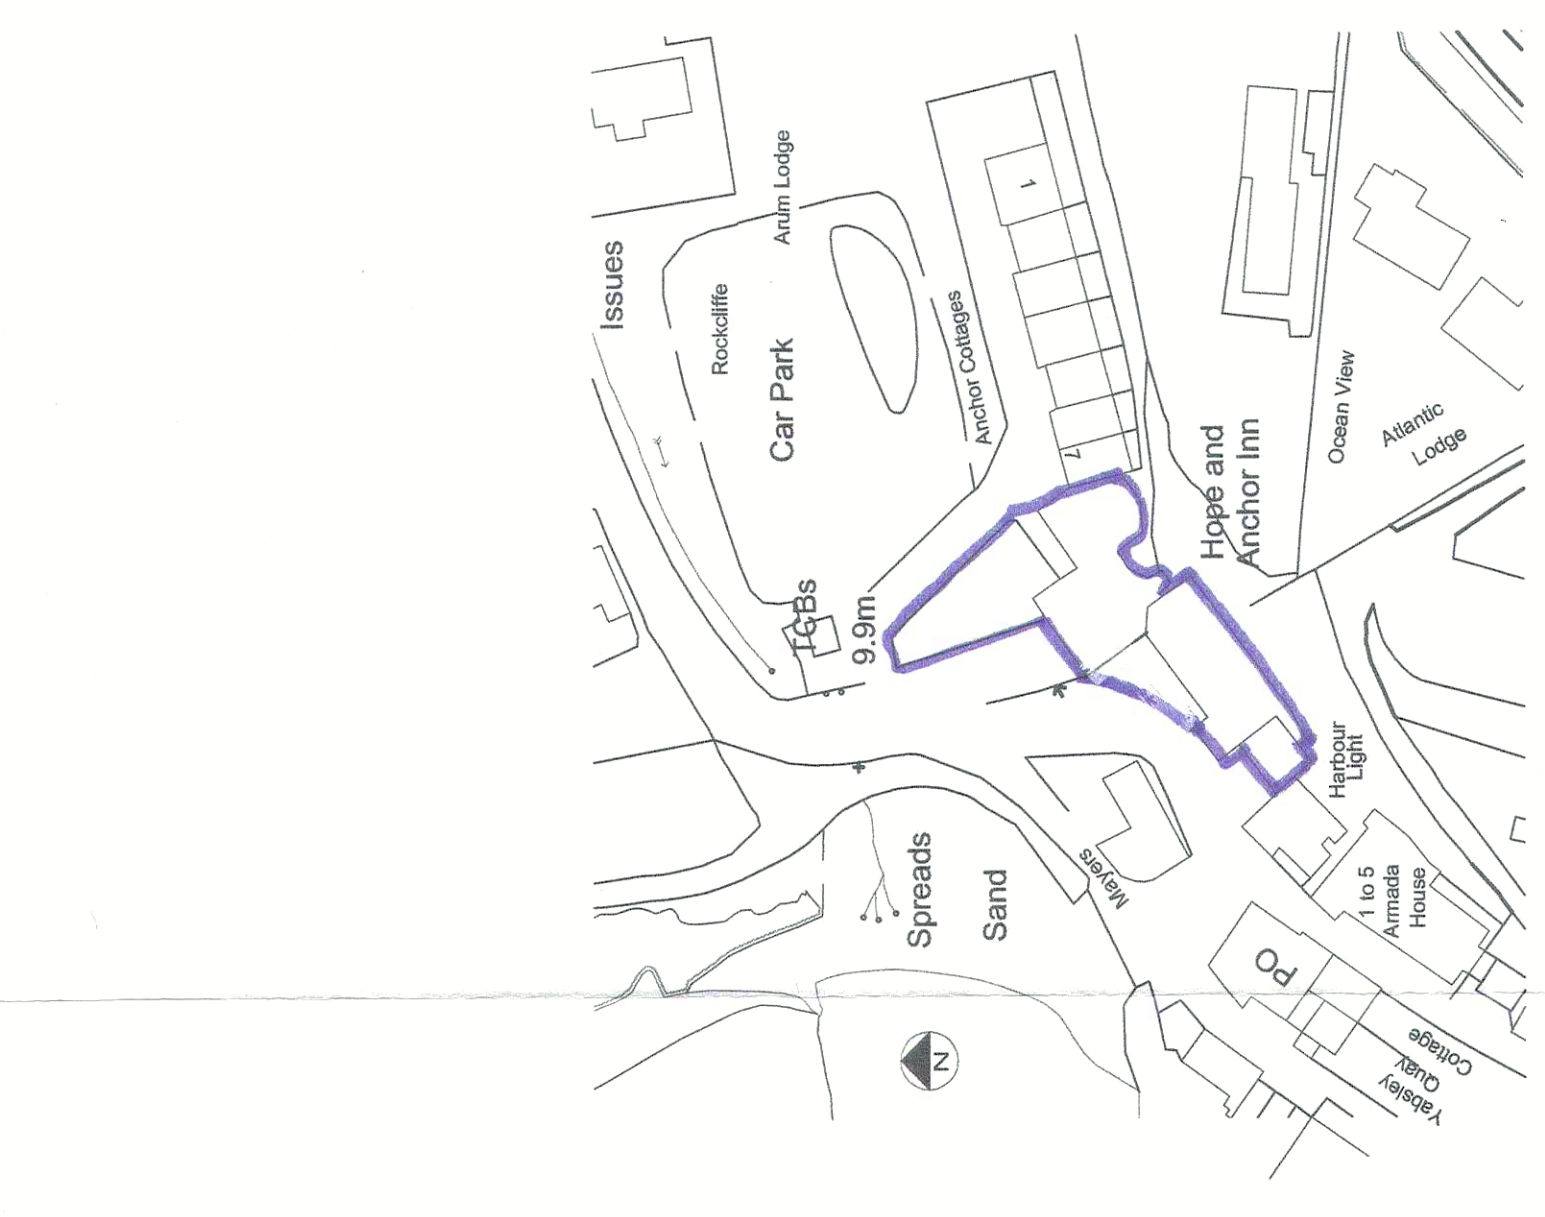 Issues
Rockcliffe
Arum Lodge
Car Park
Anchor Cottages
1
7
Hope and
Anchor Inn
Ocean View
Atlantic
Lodge
TCBs
9.9m
Harbour
Light
Mayers
Spreads
Sand
1 to 5
Armada
House
PO
Yabsley
Quay
Cottage
N